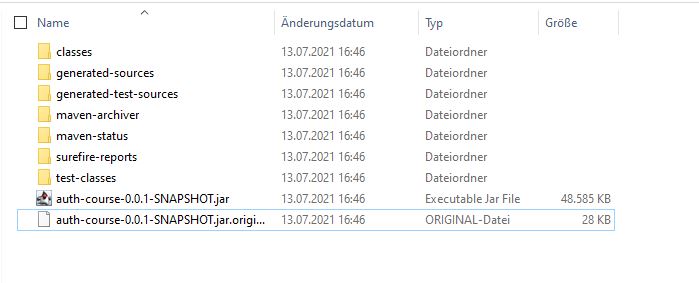 Name Änderungsdatum Typ Größe
classes 13.07.2021 16:46 Dateiordner
generated-sources 13.07.2021 16:46 Dateiordner
generated-test-sources 13.07.2021 16:46 Dateiordner
maven-archiver 13.07.2021 16:46 Dateiordner
maven-status 13.07.2021 16:46 Dateiordner
surefire-reports 13.07.2021 16:46 Dateiordner
test-classes 13.07.2021 16:46 Dateiordner
auth-course-0.0.1-SNAPSHOT.jar 13.07.2021 16:46 Executable Jar File 48.585 KB
auth-course-0.0.1-SNAPSHOT.jar.origi... 13.07.2021 16:46 ORIGINAL-Datei 28 KB